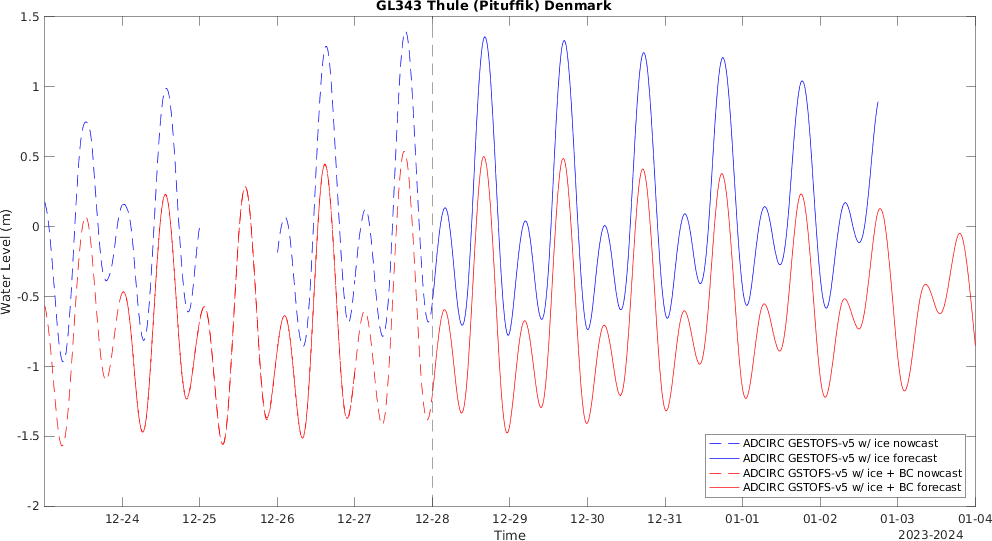 GL343 Thule (Pituffik) Denmark
Water Level (m)
1.5
1
0.5
0
-0.5
-1
-1.5
-2
ADCIRC GESTOFS-v5 w/ ice nowcast
ADCIRC GESTOFS-v5 w/ ice forecast
ADCIRC GSTOFS-v5 w/ ice + BC nowcast
ADCIRC GSTOFS-v5 w/ ice + BC forecast
12-24 12-25 12-26 12-27 12-28 12-29 12-30 12-31 01-01 01-02 01-03 01-04
Time
2023-2024